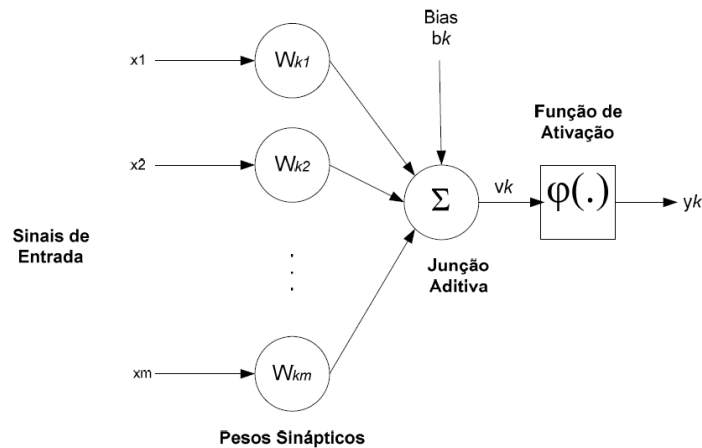 Bias
bk
x1
Wk1
Função de
Ativação
x2
Wk2
Σ
vk
φ(.)
yk
Sinais de
Entrada
Junção
Aditiva
xm
Wkm
Pesos Sinápticos